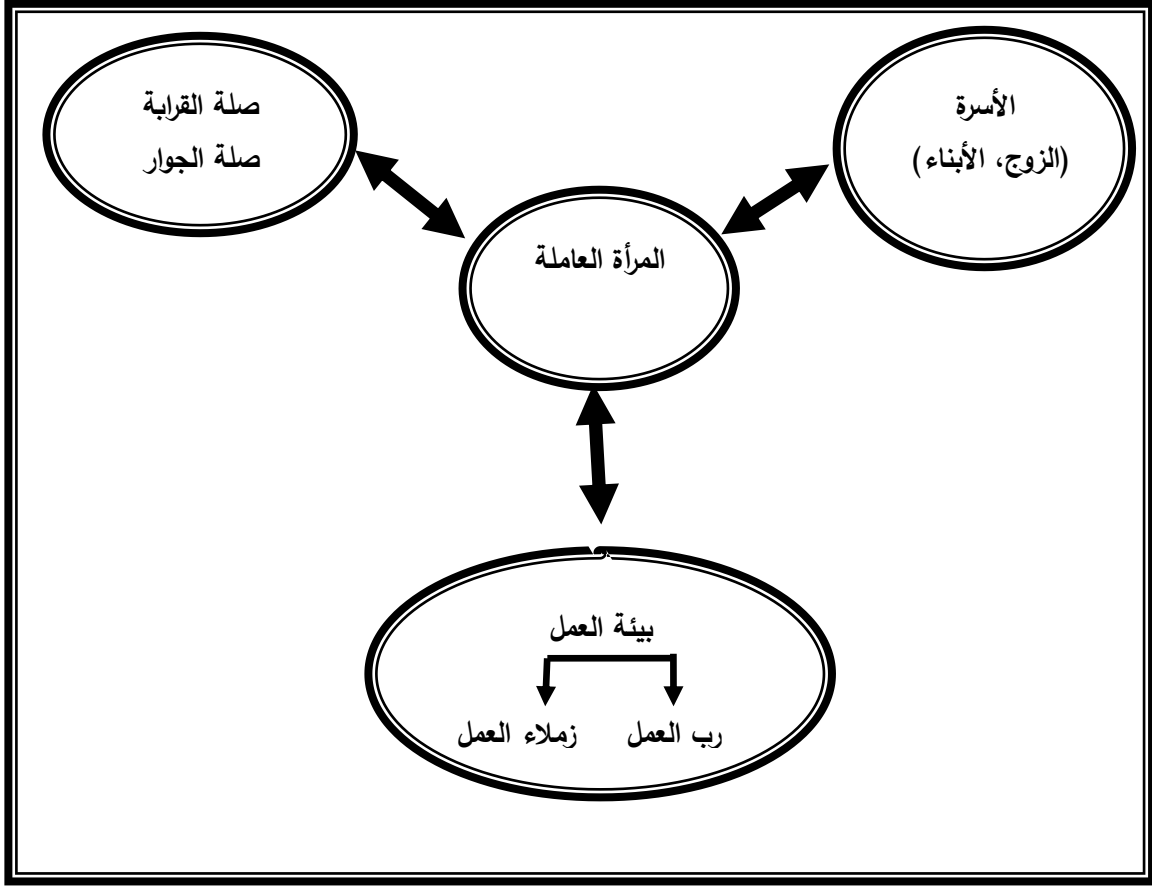 الأسرة
(الزوج، الأبناء)
صلة القرابة
صلة الجوار
المرأة العاملة
بيئة العمل
رب العمل
زملاء العمل